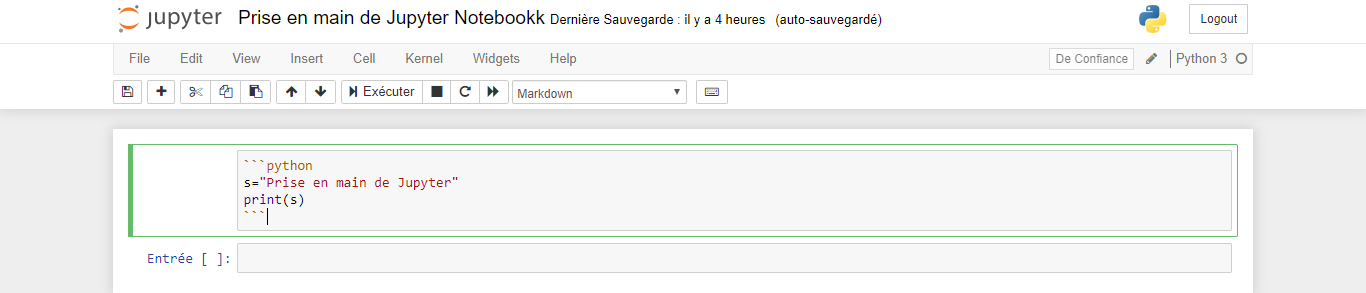 jupyter Prise en main de Jupyter Notebookk Dernière Sauvegarde : il y a 4 heures (auto-sauvegardé) Logout
File Edit View Insert Cell Kernel Widgets Help De Confiance Python 3
Exécuter Markdown
```python
s="Prise en main de Jupyter"
print(s)
```
Entrée [ ]: